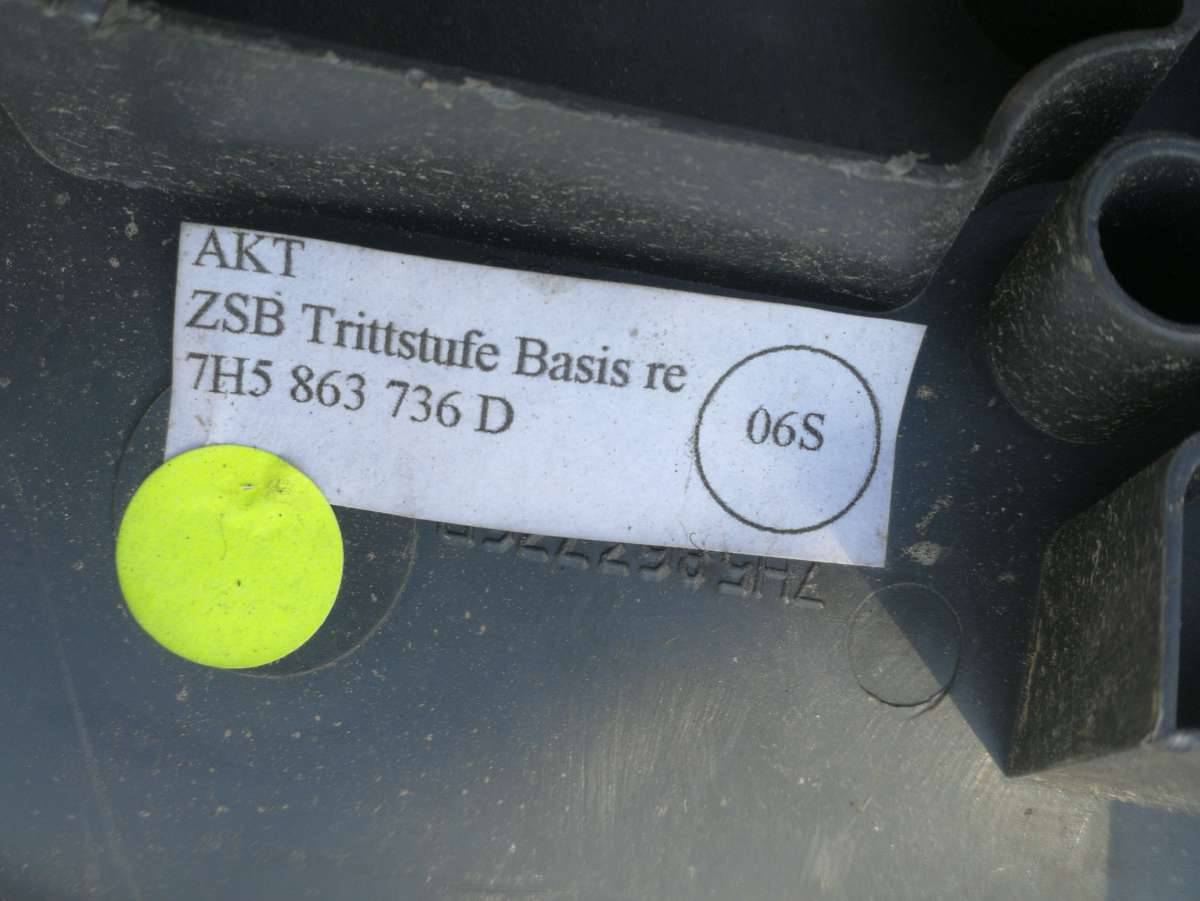 AKT
ZSB Trittstufe Basis re
7H5 863 736 D
06S